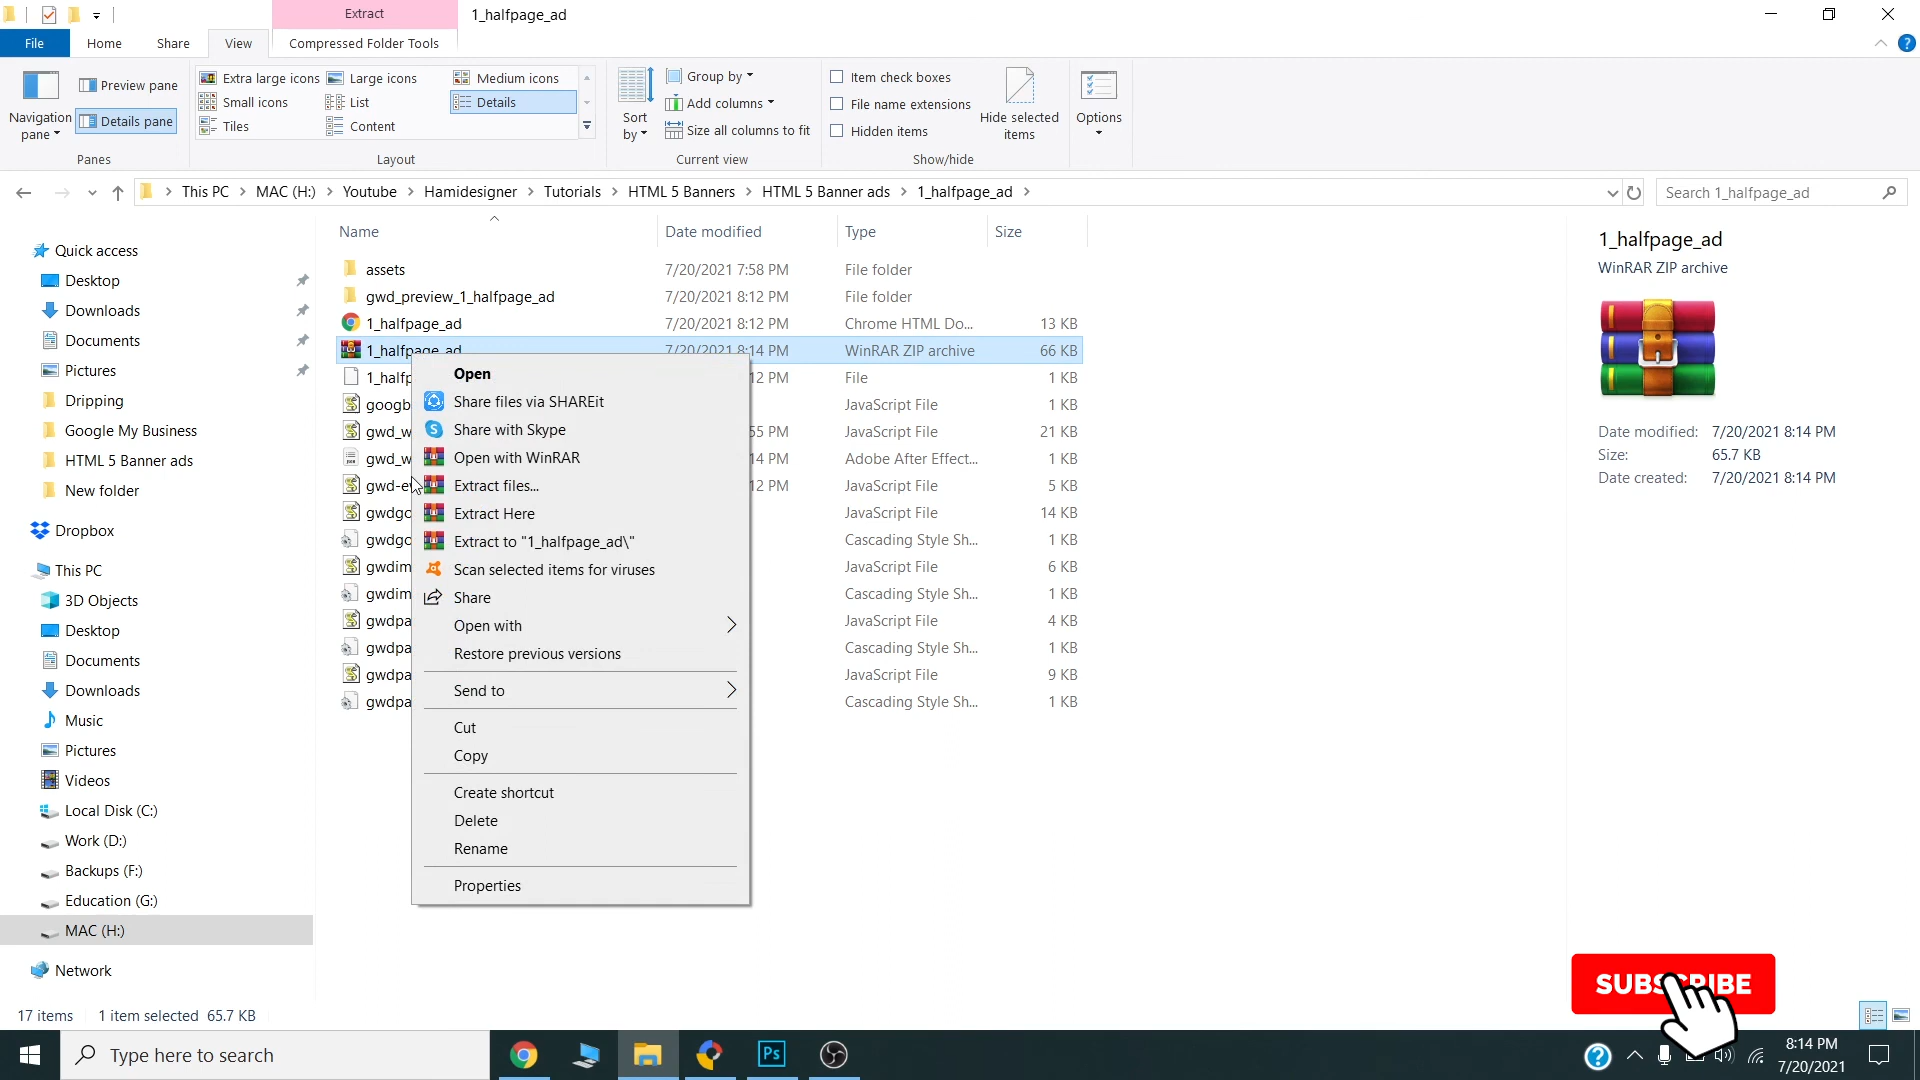 Extract
1_halfpage_ad
File
Home
Share
View
Compressed Folder Tools
Navigation pane
Preview pane
Details pane
Panes
Extra large icons
Large icons
Medium icons
Small icons
List
Details
Tiles
Content
Layout
Sort by
Group by
Add columns
Size all columns to fit
Current view
Item check boxes
File name extensions
Hidden items
Hide selected items
Show/hide
Options
This PC > MAC (H:) > Youtube > Hamidesigner > Tutorials > HTML 5 Banners > HTML 5 Banner ads > 1_halfpage_ad >
Search 1_halfpage_ad
Quick access
Desktop
Downloads
Documents
Pictures
Dripping
Google My Business
HTML 5 Banner ads
New folder
Dropbox
This PC
3D Objects
Desktop
Documents
Downloads
Music
Pictures
Videos
Local Disk (C:)
Work (D:)
Backups (F:)
Education (G:)
MAC (H:)
Network
Name Date modified Type Size
assets 7/20/2021 7:58 PM File folder
gwd_preview_1_halfpage_ad 7/20/2021 8:12 PM File folder
1_halfpage_ad 7/20/2021 8:12 PM Chrome HTML Do... 13 KB
1_halfpage_ad 7/20/2021 8:14 PM WinRAR ZIP archive 66 KB
1_halfp 12 PM File 1 KB
googb JavaScript File 1 KB
gwd_w 55 PM JavaScript File 21 KB
gwd_w 14 PM Adobe After Effect... 1 KB
gwd-ev 12 PM JavaScript File 5 KB
gwdgo JavaScript File 14 KB
gwdgo Cascading Style Sh... 1 KB
gwdim JavaScript File 6 KB
gwdim Cascading Style Sh... 1 KB
gwdpa JavaScript File 4 KB
gwdpa Cascading Style Sh... 1 KB
gwdpa JavaScript File 9 KB
gwdpa Cascading Style Sh... 1 KB
Open
Share files via SHAREit
Share with Skype
Open with WinRAR
Extract files...
Extract Here
Extract to "1_halfpage_ad\"
Scan selected items for viruses
Share
Open with
Restore previous versions
Send to
Cut
Copy
Create shortcut
Delete
Rename
Properties
1_halfpage_ad
WinRAR ZIP archive
Date modified: 7/20/2021 8:14 PM
Size: 65.7 KB
Date created: 7/20/2021 8:14 PM
SUBSCRIBE
17 items 1 item selected 65.7 KB
Type here to search
Ps
8:14 PM
7/20/2021